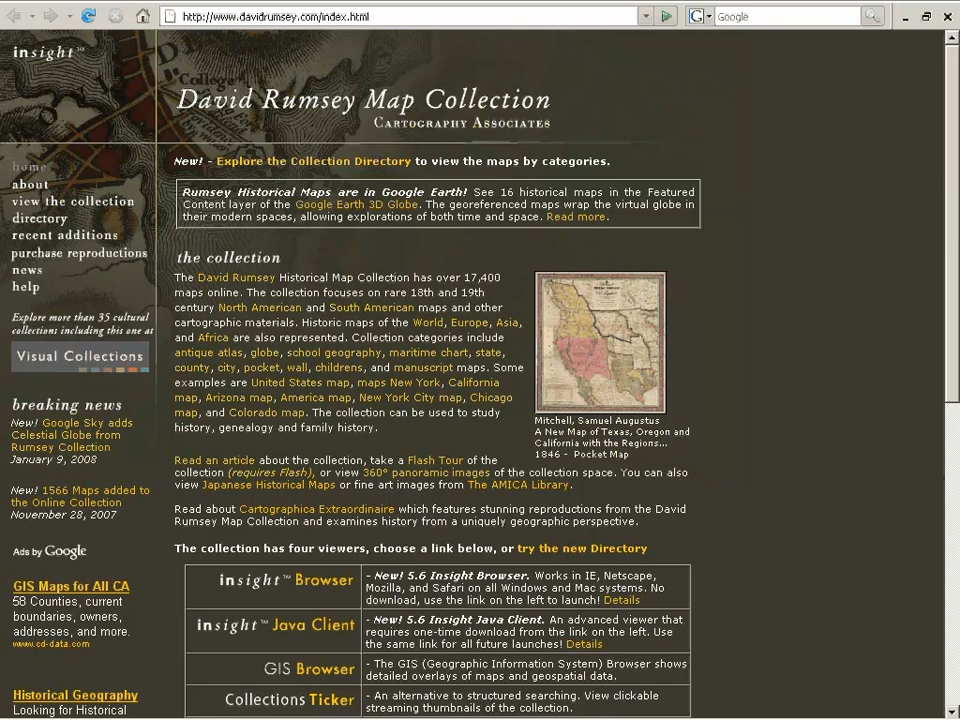 http://www.davidrumsey.com/index.html
Google
insight™
College
David Rumsey Map Collection
Cartography Associates
home
about
view the collection
directory
recent additions
purchase reproductions
news
help
Explore more than 35 cultural
collections including this one at
Visual Collections
breaking news
New! Google Sky adds
Celestial Globe from
Rumsey Collection
January 9, 2008
New! 1566 Maps added to
the Online Collection
November 28, 2007
Ads by Google
GIS Maps for All CA
58 Counties, current
boundaries, owners,
addresses, and more.
www.cd-data.com
Historical Geography
Looking for Historical
New! - Explore the Collection Directory to view the maps by categories.
Rumsey Historical Maps are in Google Earth! See 16 historical maps in the Featured
Content layer of the Google Earth 3D Globe. The georeferenced maps wrap the virtual globe in
their modern spaces, allowing explorations of both time and space. Read more.
the collection
The David Rumsey Historical Map Collection has over 17,400
maps online. The collection focuses on rare 18th and 19th
century North American and South American maps and other
cartographic materials. Historic maps of the World, Europe, Asia,
and Africa are also represented. Collection categories include
antique atlas, globe, school geography, maritime chart, state,
county, city, pocket, wall, childrens, and manuscript maps. Some
examples are United States map, maps New York, California
map, Arizona map, America map, New York City map, Chicago
map, and Colorado map. The collection can be used to study
history, genealogy and family history.
Mitchell, Samuel Augustus
A New Map of Texas, Oregon and
California with the Regions...
1846 - Pocket Map
Read an article about the collection, take a Flash Tour of the
collection (requires Flash), or view 360° panoramic images of the collection space. You can also
view Japanese Historical Maps or fine art images from The AMICA Library.
Read about Cartographica Extraordinaire which features stunning reproductions from the David
Rumsey Map Collection and examines history from a uniquely geographic perspective.
The collection has four viewers, choose a link below, or try the new Directory
insight™ Browser
- New! 5.6 Insight Browser. Works in IE, Netscape,
Mozilla, and Safari on all Windows and Mac systems. No
download, use the link on the left to launch! Details
insight™ Java Client
- New! 5.6 Insight Java Client. An advanced viewer that
requires one-time download from the link on the left. Use
the same link for all future launches! Details
GIS Browser
- The GIS (Geographic Information System) Browser shows
detailed overlays of maps and geospatial data.
Collections Ticker
- An alternative to structured searching. View clickable
streaming thumbnails of the collection.